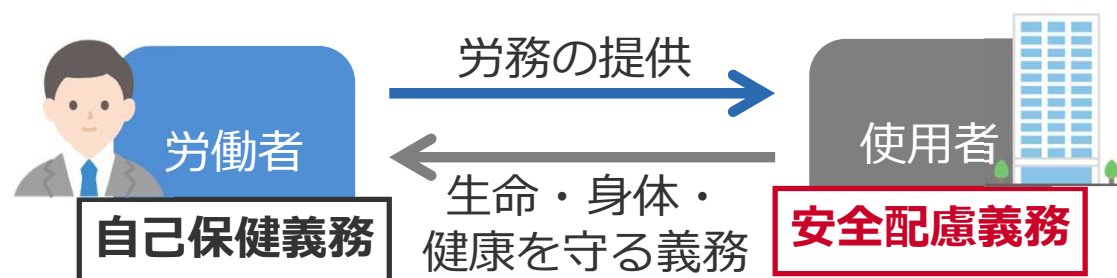 労務の提供
労働者
使用者
生命・身体・
健康を守る義務
自己保健義務
安全配慮義務